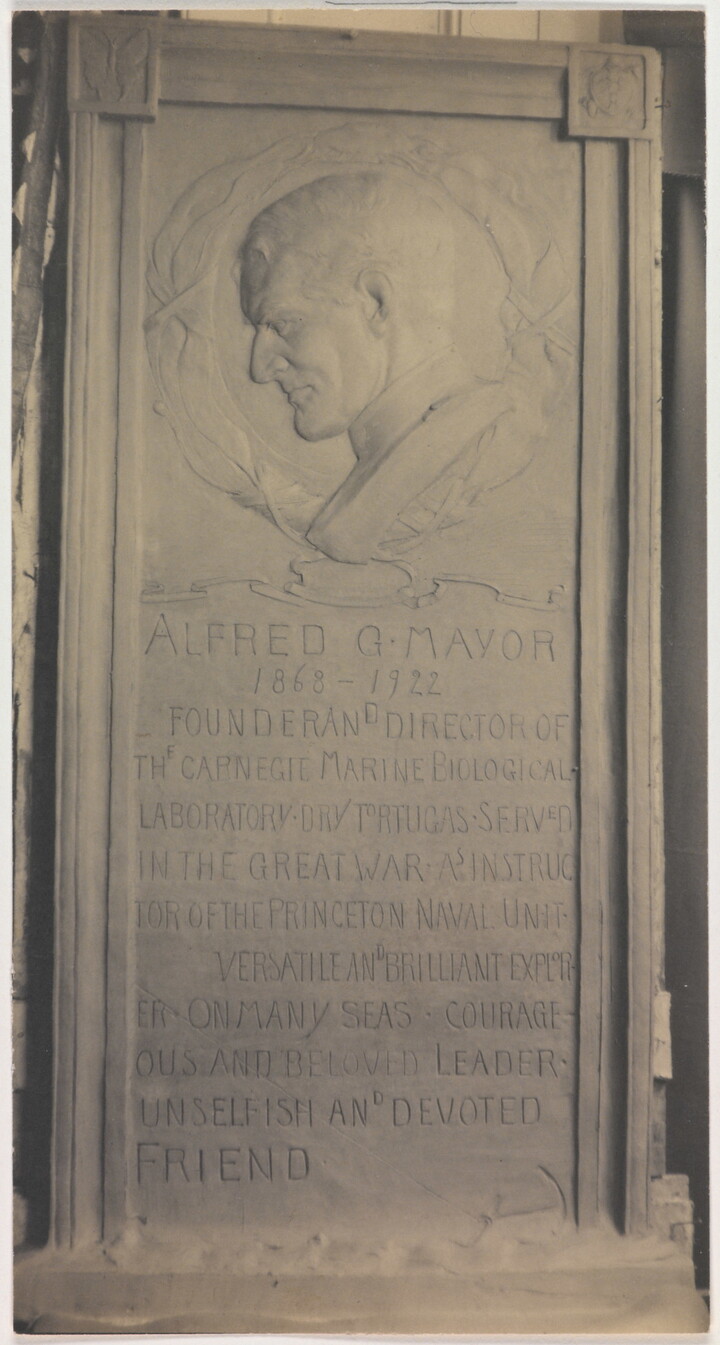 ALFRED G·MAYOR
1868-1922
FOUNDER AND DIRECTOR OF
THE CARNEGIE MARINE BIOLOGICAL·
LABORATORY·DRY TORTUGAS·SERVED
IN THE GREAT WAR·AS INSTRUC
TOR OF THE PRINCETON NAVAL UNIT·
VERSATILE AND BRILLIANT EXPLOR-
ER ON MANY SEAS · COURAGE-
OUS AND BELOVED LEADER·
UNSELFISH AND DEVOTED
FRIEND